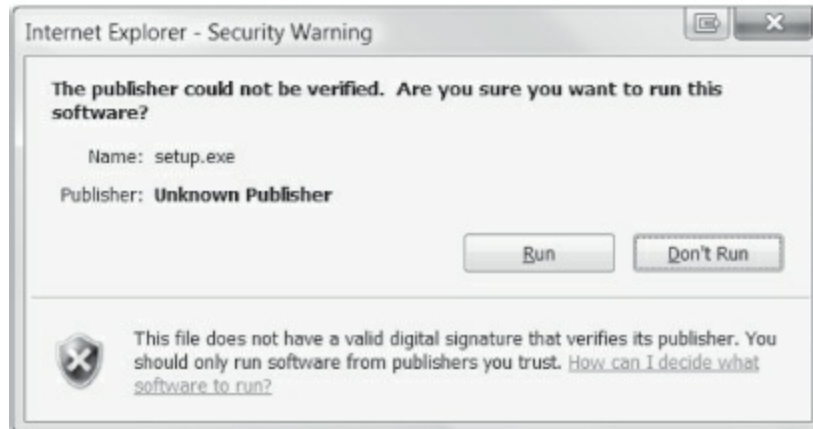 Internet Explorer - Security Warning
The publisher could not be verified. Are you sure you want to run this
software?
Name: setup.exe
Publisher: Unknown Publisher
Run
Don't Run
This file does not have a valid digital signature that verifies its publisher. You
should only run software from publishers you trust. How can I decide what
software to run?